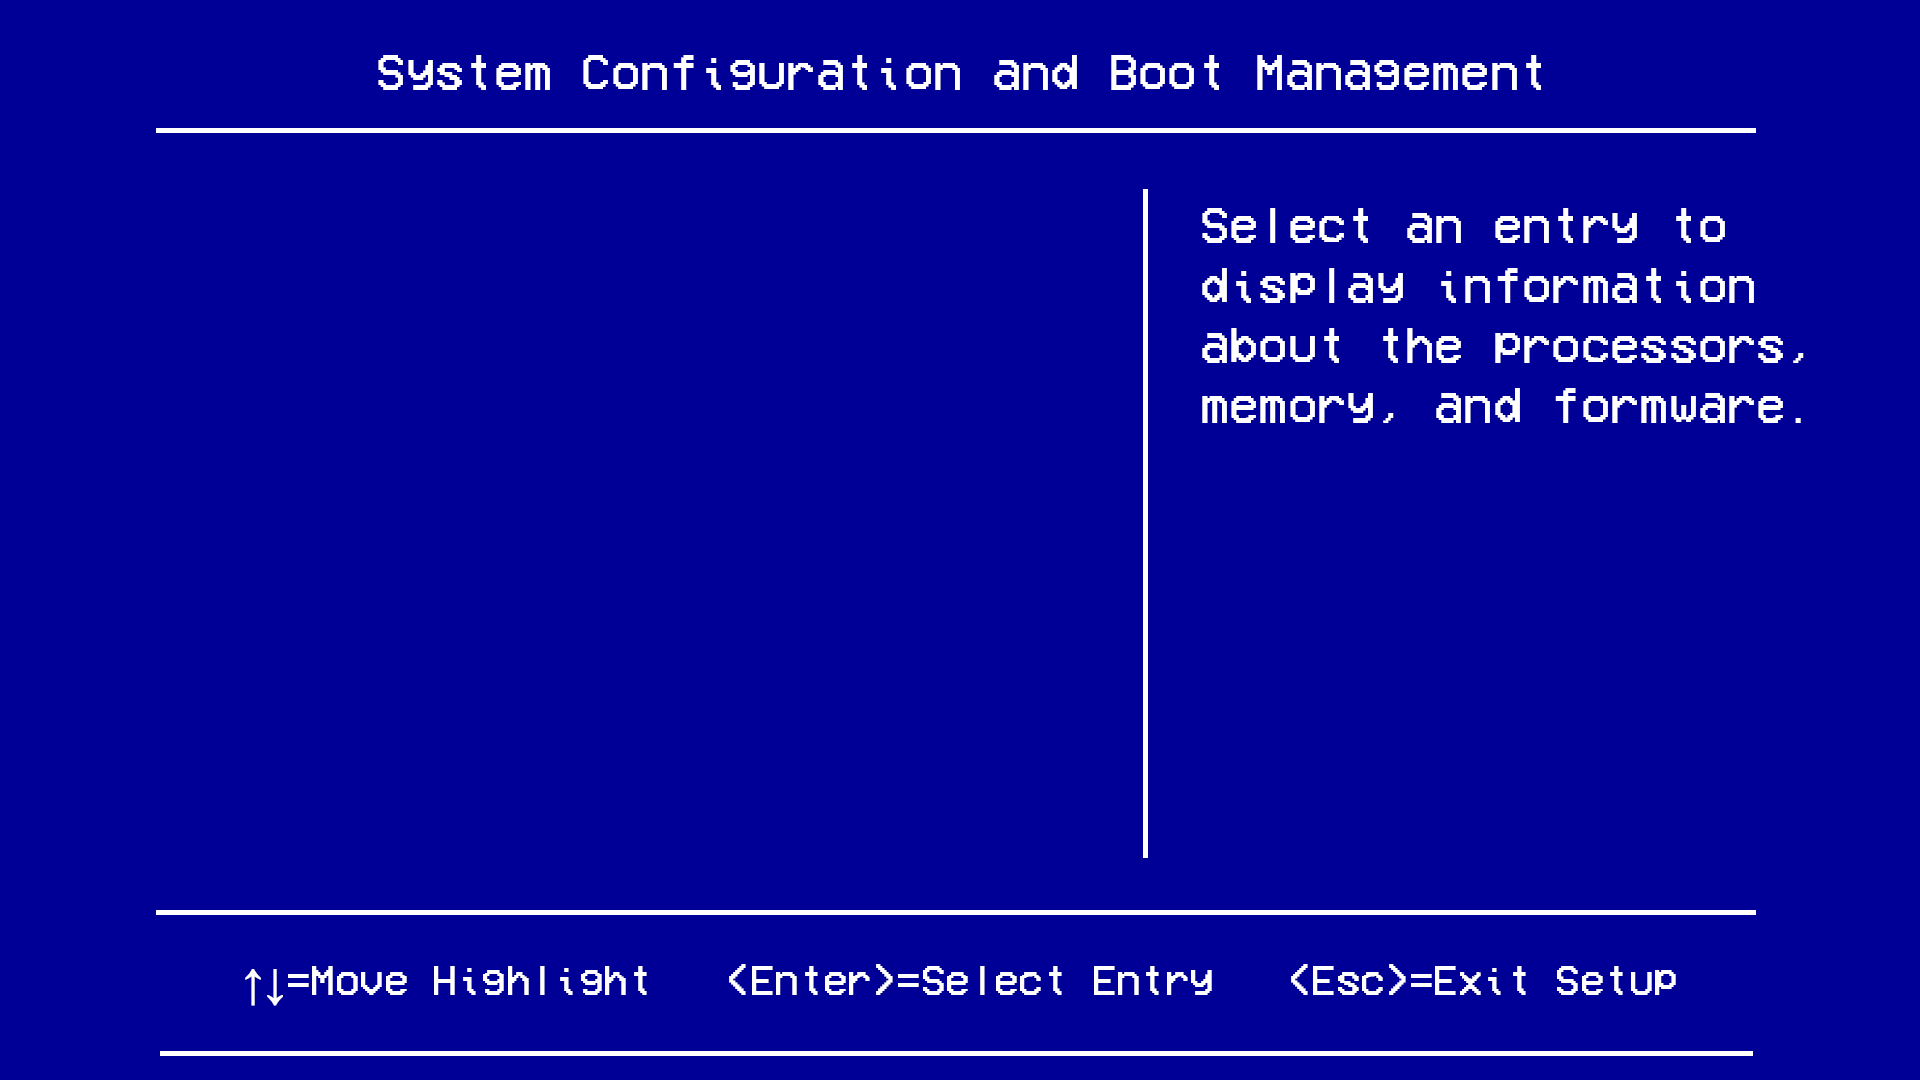 System Configuration and Boot Management
Select an entry to
display information
about the processors,
memory, and formware.
↑↓=Move Highlight <Enter>=Select Entry <Esc>=Exit Setup